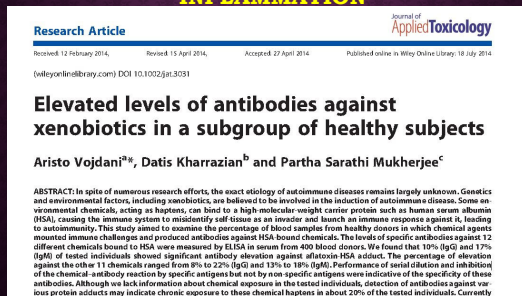 INFLAMMATION
Journal of
AppliedToxicology
Research Article
Received: 12 February 2014, Revised: 15 April 2014, Accepted: 27 April 2014 Published online in Wiley Online Library: 18 July 2014
(wileyonlinelibrary.com) DOI 10.1002/jat.3031
Elevated levels of antibodies against
xenobiotics in a subgroup of healthy subjects
Aristo Vojdaniᵃ*, Datis Kharrazianᵇ and Partha Sarathi Mukherjeeᶜ
ABSTRACT: In spite of numerous research efforts, the exact etiology of autoimmune diseases remains largely unknown. Genetics
and environmental factors, including xenobiotics, are believed to be involved in the induction of autoimmune disease. Some en-
vironmental chemicals, acting as haptens, can bind to a high-molecular-weight carrier protein such as human serum albumin
(HSA), causing the immune system to misidentify self-tissue as an invader and launch an immune response against it, leading
to autoimmunity. This study aimed to examine the percentage of blood samples from healthy donors in which chemical agents
mounted immune challenges and produced antibodies against HSA-bound chemicals. The levels of specific antibodies against 12
different chemicals bound to HSA were measured by ELISA in serum from 400 blood donors. We found that 10% (IgG) and 17%
(IgM) of tested individuals showed significant antibody elevation against aflatoxin-HSA adduct. The percentage of elevation
against the other 11 chemicals ranged from 8% to 22% (IgG) and 13% to 18% (IgM). Performance of serial dilution and inhibition
of the chemical–antibody reaction by specific antigens but not by non-specific antigens were indicative of the specificity of these
antibodies. Although we lack information about chemical exposure in the tested individuals, detection of antibodies against var-
ious protein adducts may indicate chronic exposure to these chemical haptens in about 20% of the tested individuals. Currently